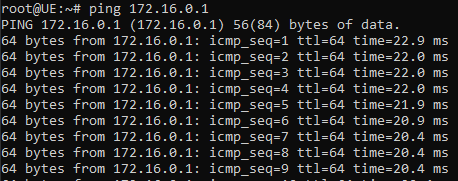 root@UE:~# ping 172.16.0.1
PING 172.16.0.1 (172.16.0.1) 56(84) bytes of data.
64 bytes from 172.16.0.1: icmp_seq=1 ttl=64 time=22.9 ms
64 bytes from 172.16.0.1: icmp_seq=2 ttl=64 time=22.0 ms
64 bytes from 172.16.0.1: icmp_seq=3 ttl=64 time=22.0 ms
64 bytes from 172.16.0.1: icmp_seq=4 ttl=64 time=22.0 ms
64 bytes from 172.16.0.1: icmp_seq=5 ttl=64 time=21.9 ms
64 bytes from 172.16.0.1: icmp_seq=6 ttl=64 time=20.9 ms
64 bytes from 172.16.0.1: icmp_seq=7 ttl=64 time=20.4 ms
64 bytes from 172.16.0.1: icmp_seq=8 ttl=64 time=20.4 ms
64 bytes from 172.16.0.1: icmp_seq=9 ttl=64 time=20.4 ms